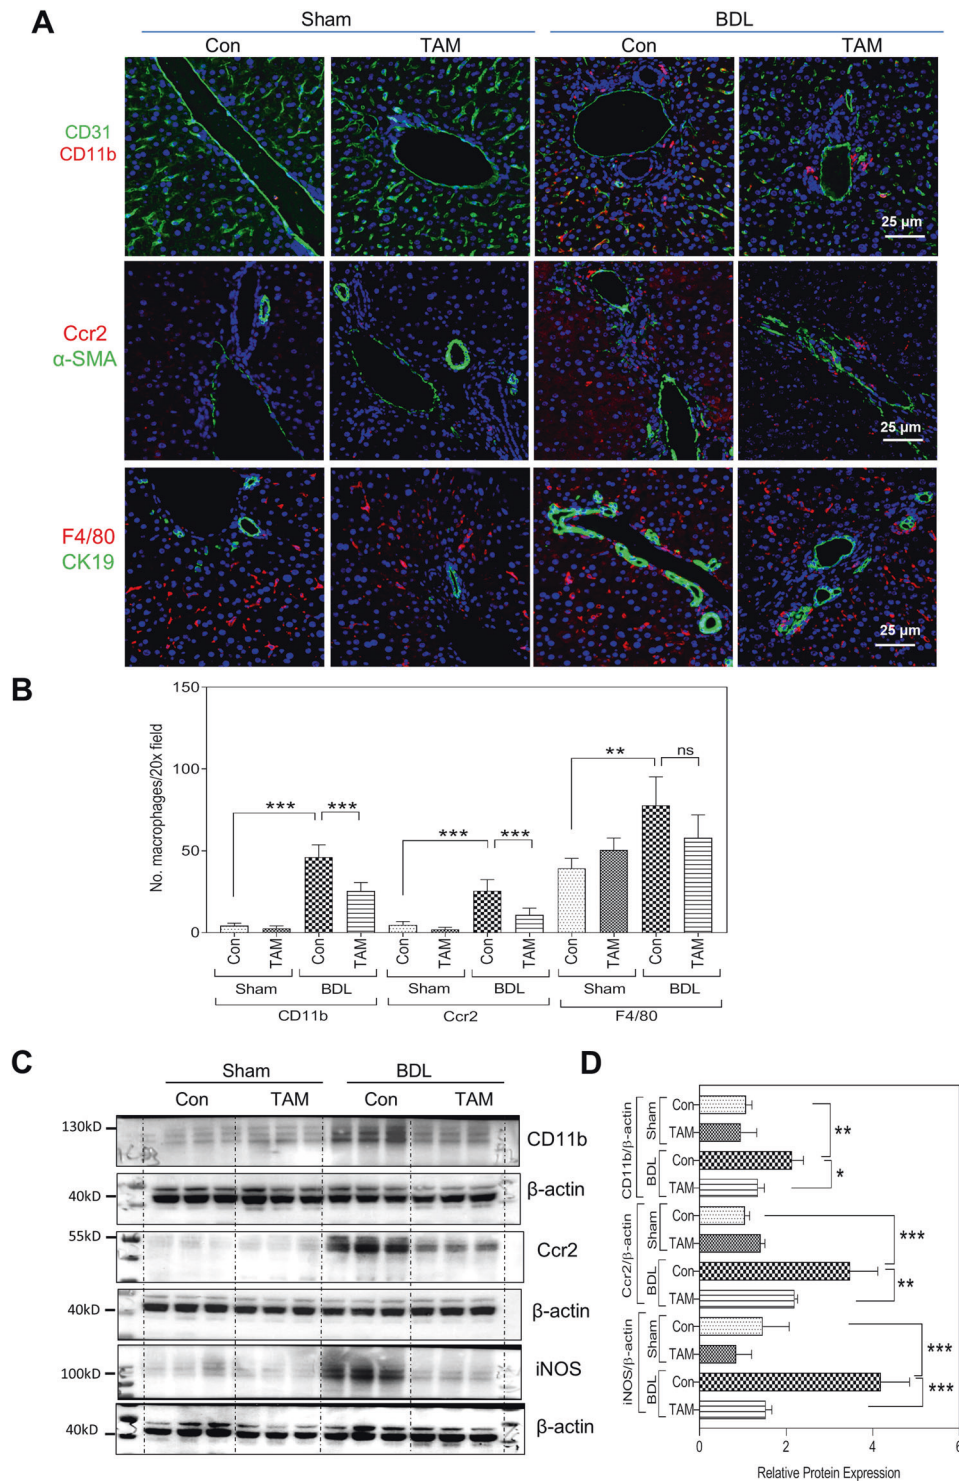 A
Sham
BDL
Con
TAM
Con
TAM
CD31
CD11b
25 µm
Ccr2
α-SMA
25 µm
F4/80
CK19
25 µm
B
No. macrophages/20x field
150
100
50
0
***
***
***
***
**
ns
Con
TAM
Con
TAM
Con
TAM
Con
TAM
Con
TAM
Con
TAM
Sham
BDL
Sham
BDL
Sham
BDL
CD11b
Ccr2
F4/80
C
Sham
BDL
Con
TAM
Con
TAM
130kD
CD11b
40kD
β-actin
55kD
Ccr2
40kD
β-actin
100kD
iNOS
40kD
β-actin
D
CD11b/β-actin
Sham
Con
TAM
BDL
Con
TAM
**
*
Ccr2/β-actin
Sham
Con
TAM
BDL
Con
TAM
***
**
iNOS/β-actin
Sham
Con
TAM
BDL
Con
TAM
***
***
0
2
4
6
Relative Protein Expression